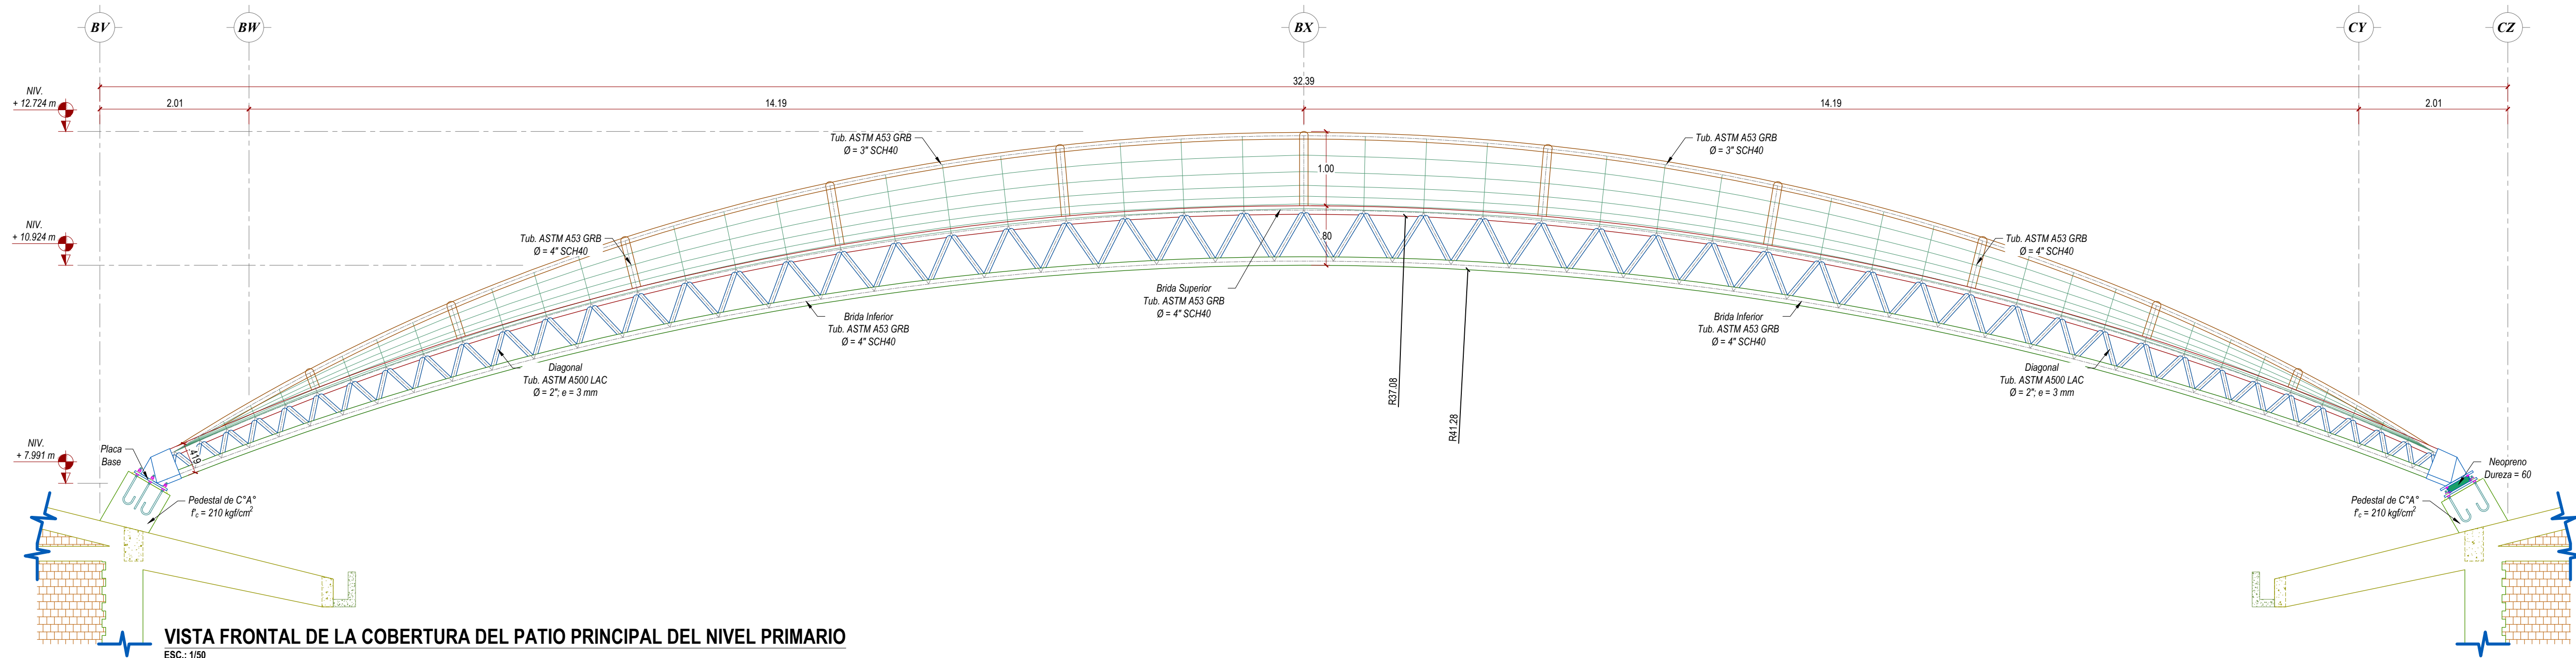 BV
BW
BX
CY
CZ
32.39
2.01
14.19
14.19
2.01
NIV.
+ 12.724 m
Tub. ASTM A53 GRB
Ø = 3" SCH40
Tub. ASTM A53 GRB
Ø = 3" SCH40
1.00
NIV.
+ 10.924 m
Tub. ASTM A53 GRB
Ø = 4" SCH40
.80
Tub. ASTM A53 GRB
Ø = 4" SCH40
Brida Superior
Tub. ASTM A53 GRB
Ø = 4" SCH40
Brida Inferior
Tub. ASTM A53 GRB
Ø = 4" SCH40
Brida Inferior
Tub. ASTM A53 GRB
Ø = 4" SCH40
Diagonal
Tub. ASTM A500 LAC
Ø = 2"; e = 3 mm
R37.08
R41.28
Diagonal
Tub. ASTM A500 LAC
Ø = 2"; e = 3 mm
NIV.
+ 7.991 m
Placa
Base
.419
Neopreno
Dureza = 60
Pedestal de C°A°
f'c = 210 kgf/cm²
Pedestal de C°A°
f'c = 210 kgf/cm²
VISTA FRONTAL DE LA COBERTURA DEL PATIO PRINCIPAL DEL NIVEL PRIMARIO
ESC.: 1/50